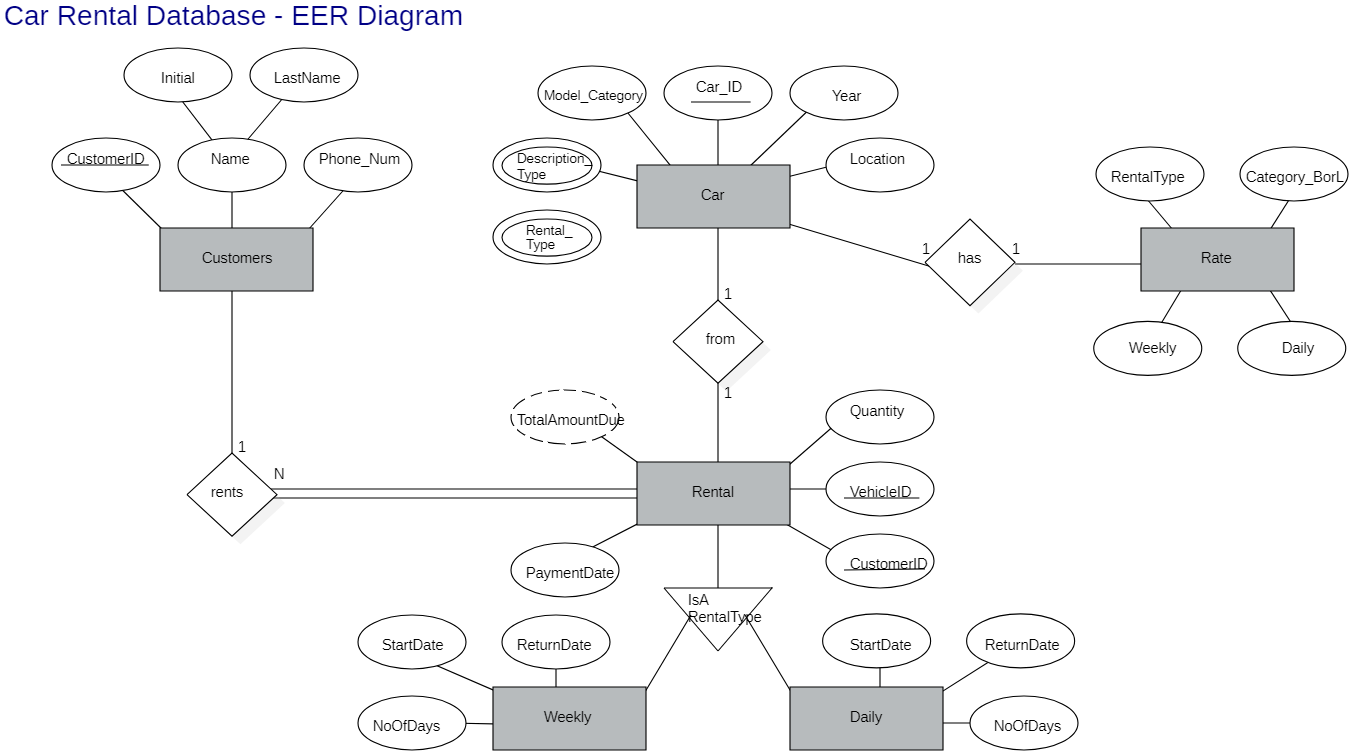 Car Rental Database - EER Diagram
Initial
LastName
Model_Category
Car_ID
Year
CustomerID
Name
Phone_Num
Description_
Type
Location
RentalType
Category_BorL
Car
Rental_
Type
Customers
1
has
1
Rate
1
from
1
Weekly
Daily
TotalAmountDue
Quantity
1
N
rents
Rental
VehicleID
PaymentDate
CustomerID
IsA
RentalType
StartDate
ReturnDate
StartDate
ReturnDate
NoOfDays
Weekly
Daily
NoOfDays